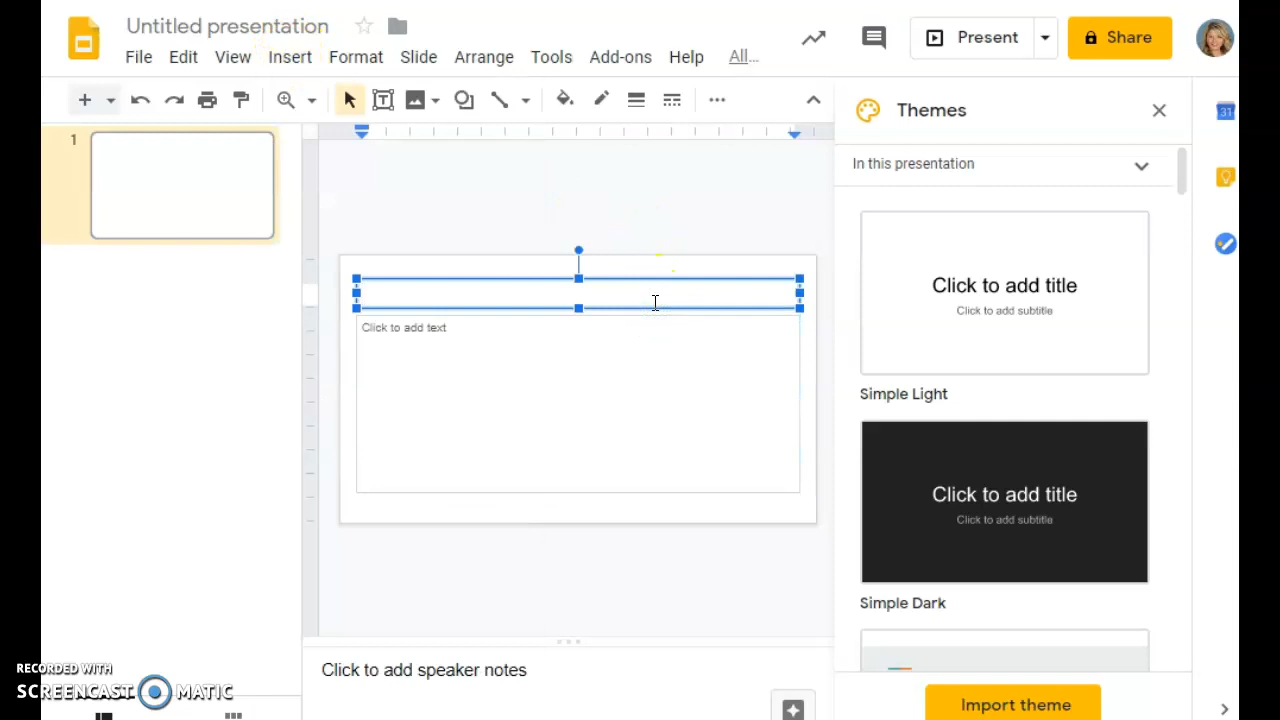 Untitled presentation
File Edit View Insert Format Slide Arrange Tools Add-ons Help All...
Present
Share
1
Click to add text
Click to add speaker notes
Themes
In this presentation
Click to add title
Click to add subtitle
Simple Light
Click to add title
Click to add subtitle
Simple Dark
Import theme
31
RECORDED WITH
SCREENCAST MATIC